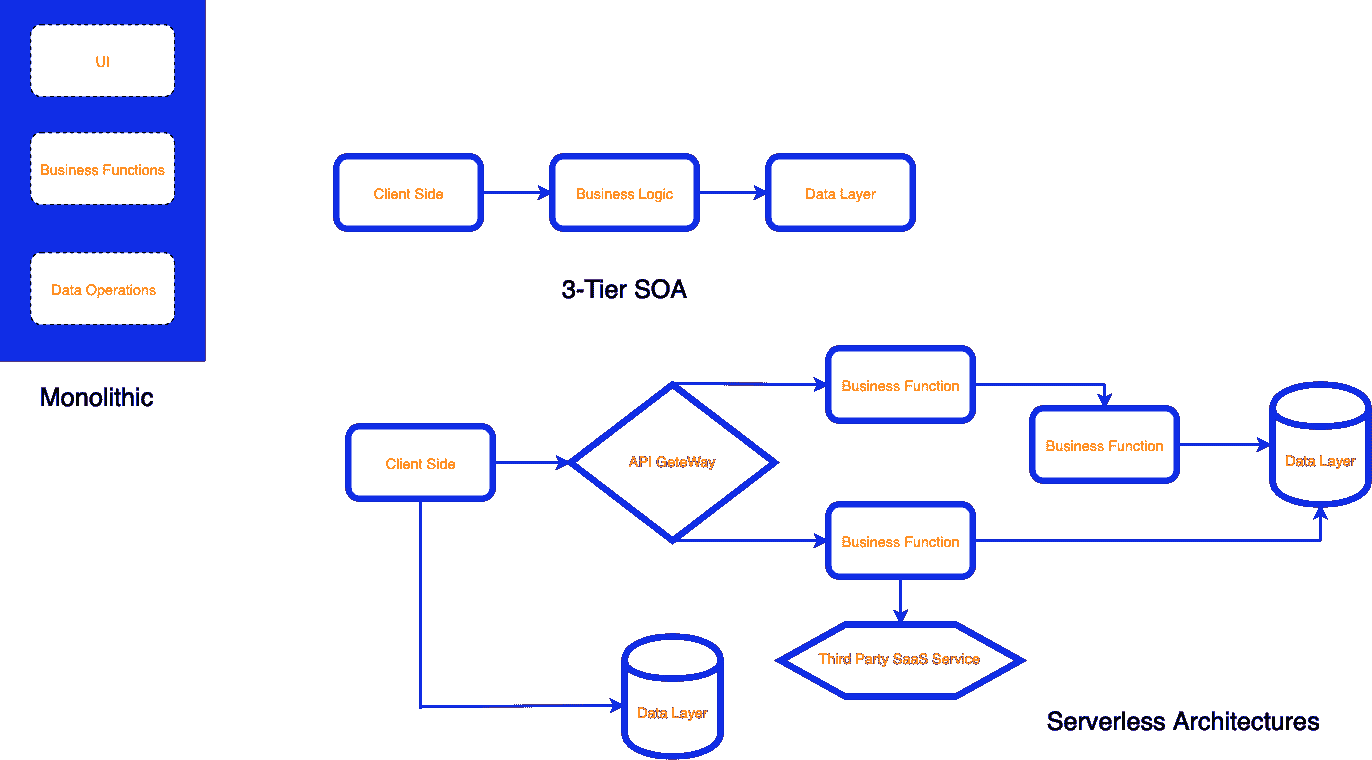 UI
Business Functions
Data Operations
Monolithic
Client Side
Business Logic
Data Layer
3-Tier SOA
Client Side
API GeteWay
Business Function
Business Function
Data Layer
Business Function
Third Party SaaS Service
Data Layer
Serverless Architectures